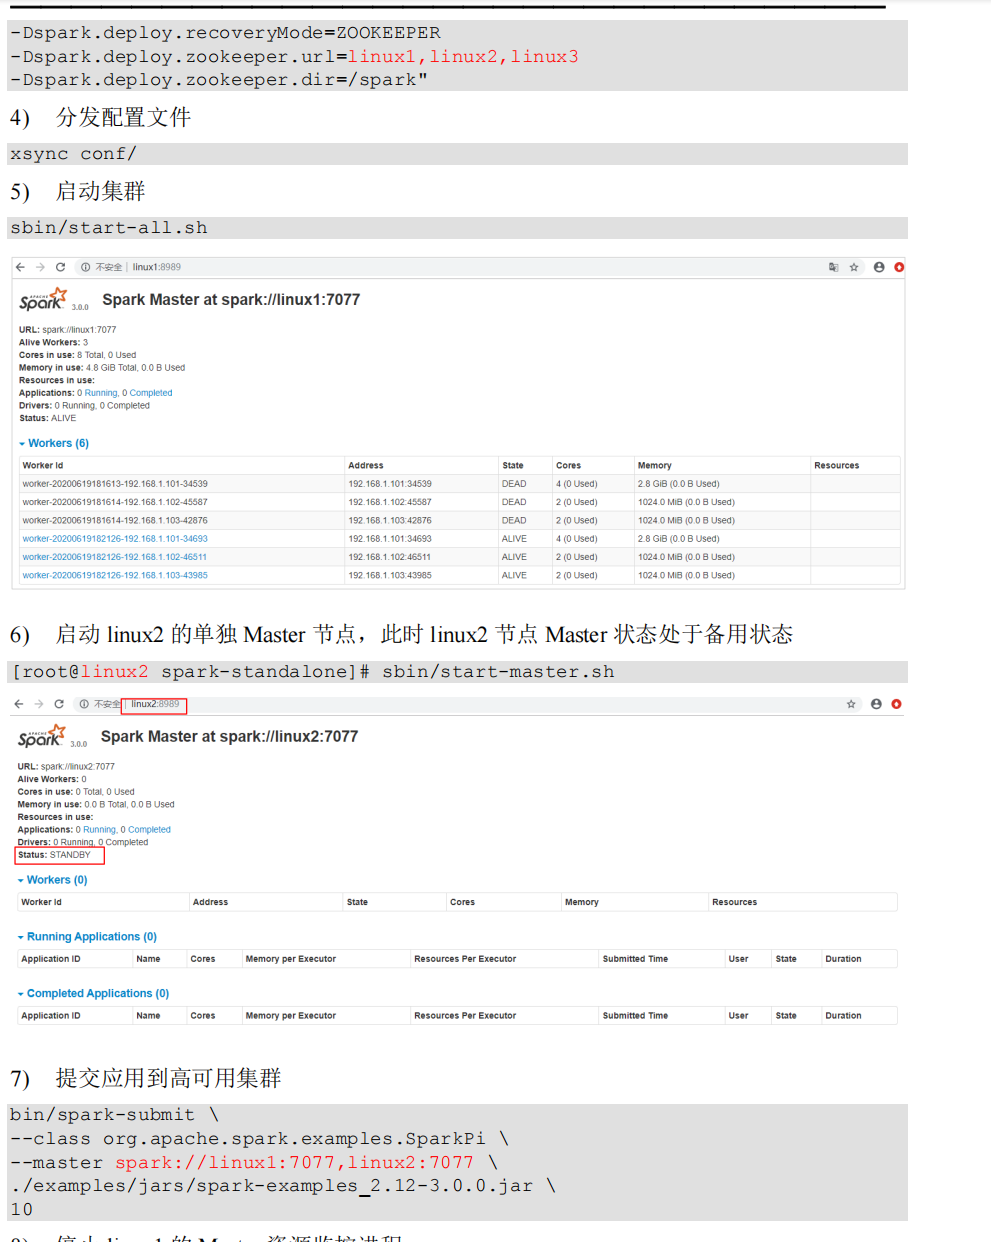 -Dspark.deploy.recoveryMode=ZOOKEEPER
-Dspark.deploy.zookeeper.url=linux1,linux2,linux3
-Dspark.deploy.zookeeper.dir=/spark"
4) 分发配置文件
xsync conf/
5) 启动集群
sbin/start-all.sh
不安全 | linux1:8989
APACHE Spark 3.0.0 Spark Master at spark://linux1:7077
URL: spark://linux1:7077
Alive Workers: 3
Cores in use: 8 Total, 0 Used
Memory in use: 4.8 GiB Total, 0.0 B Used
Resources in use:
Applications: 0 Running, 0 Completed
Drivers: 0 Running, 0 Completed
Status: ALIVE
Workers (6)
Worker Id Address State Cores Memory Resources
worker-20200619181613-192.168.1.101-34539 192.168.1.101:34539 DEAD 4 (0 Used) 2.8 GiB (0.0 B Used)
worker-20200619181614-192.168.1.102-45587 192.168.1.102:45587 DEAD 2 (0 Used) 1024.0 MiB (0.0 B Used)
worker-20200619181614-192.168.1.103-42876 192.168.1.103:42876 DEAD 2 (0 Used) 1024.0 MiB (0.0 B Used)
worker-20200619182126-192.168.1.101-34693 192.168.1.101:34693 ALIVE 4 (0 Used) 2.8 GiB (0.0 B Used)
worker-20200619182126-192.168.1.102-46511 192.168.1.102:46511 ALIVE 2 (0 Used) 1024.0 MiB (0.0 B Used)
worker-20200619182126-192.168.1.103-43985 192.168.1.103:43985 ALIVE 2 (0 Used) 1024.0 MiB (0.0 B Used)
6) 启动 linux2 的单独 Master 节点，此时 linux2 节点 Master 状态处于备用状态
[root@linux2 spark-standalone]# sbin/start-master.sh
不安全 | linux2:8989
APACHE Spark 3.0.0 Spark Master at spark://linux2:7077
URL: spark://linux2:7077
Alive Workers: 0
Cores in use: 0 Total, 0 Used
Memory in use: 0.0 B Total, 0.0 B Used
Resources in use:
Applications: 0 Running, 0 Completed
Drivers: 0 Running, 0 Completed
Status: STANDBY
Workers (0)
Worker Id Address State Cores Memory Resources
Running Applications (0)
Application ID Name Cores Memory per Executor Resources Per Executor Submitted Time User State Duration
Completed Applications (0)
Application ID Name Cores Memory per Executor Resources Per Executor Submitted Time User State Duration
7) 提交应用到高可用集群
bin/spark-submit \
--class org.apache.spark.examples.SparkPi \
--master spark://linux1:7077,linux2:7077 \
./examples/jars/spark-examples_2.12-3.0.0.jar \
10
8) 停止 linux1 的 Master 资源监控进程